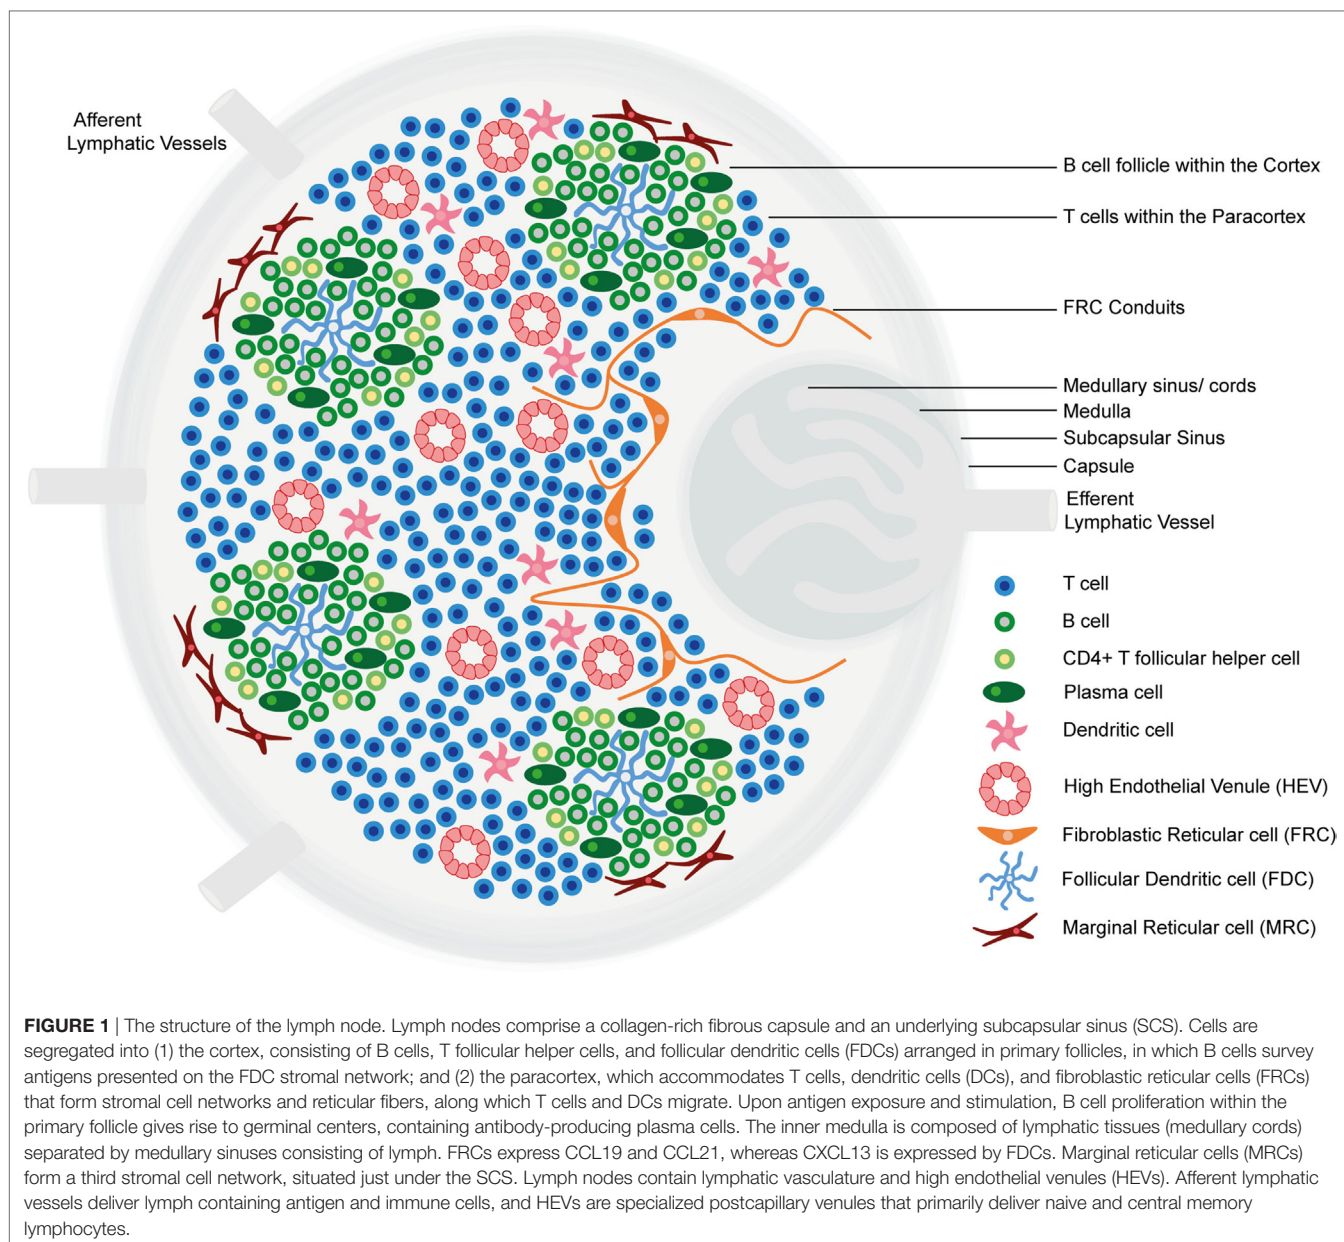 Afferent
Lymphatic Vessels
B cell follicle within the Cortex
T cells within the Paracortex
FRC Conduits
Medullary sinus/ cords
Medulla
Subcapsular Sinus
Capsule
Efferent
Lymphatic Vessel
T cell
B cell
CD4+ T follicular helper cell
Plasma cell
Dendritic cell
High Endothelial Venule (HEV)
Fibroblastic Reticular cell (FRC)
Follicular Dendritic cell (FDC)
Marginal Reticular cell (MRC)
FIGURE 1 | The structure of the lymph node. Lymph nodes comprise a collagen-rich fibrous capsule and an underlying subcapsular sinus (SCS). Cells are
segregated into (1) the cortex, consisting of B cells, T follicular helper cells, and follicular dendritic cells (FDCs) arranged in primary follicles, in which B cells survey
antigens presented on the FDC stromal network; and (2) the paracortex, which accommodates T cells, dendritic cells (DCs), and fibroblastic reticular cells (FRCs)
that form stromal cell networks and reticular fibers, along which T cells and DCs migrate. Upon antigen exposure and stimulation, B cell proliferation within the
primary follicle gives rise to germinal centers, containing antibody-producing plasma cells. The inner medulla is composed of lymphatic tissues (medullary cords)
separated by medullary sinuses consisting of lymph. FRCs express CCL19 and CCL21, whereas CXCL13 is expressed by FDCs. Marginal reticular cells (MRCs)
form a third stromal cell network, situated just under the SCS. Lymph nodes contain lymphatic vasculature and high endothelial venules (HEVs). Afferent lymphatic
vessels deliver lymph containing antigen and immune cells, and HEVs are specialized postcapillary venules that primarily deliver naive and central memory
lymphocytes.